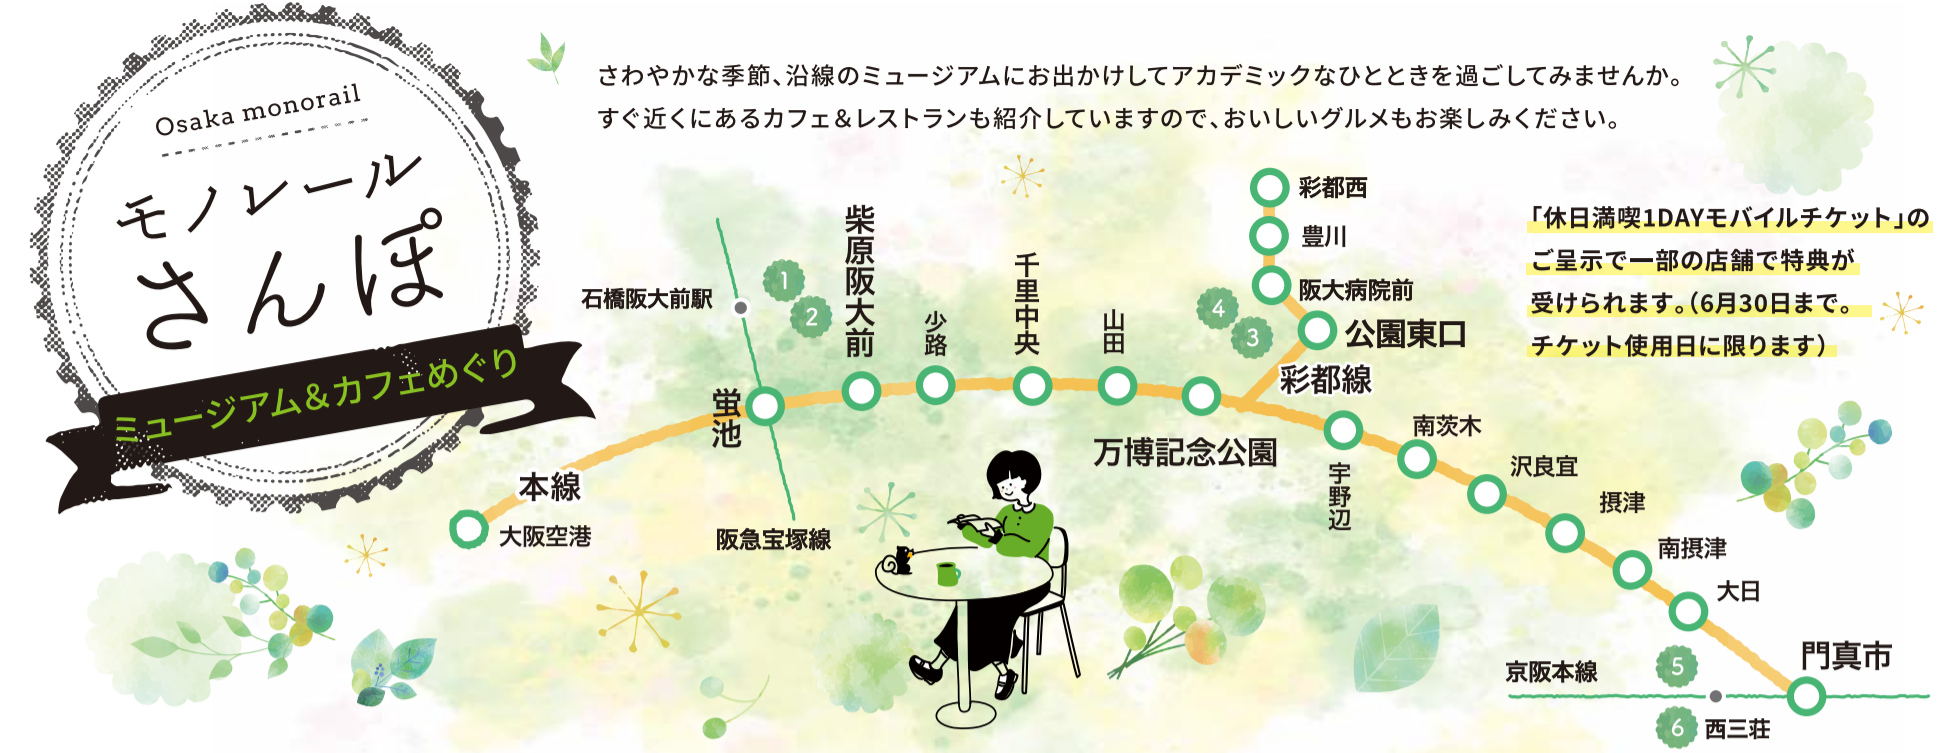 Osaka monorail
モノレール
さんぽ
ミュージアム＆カフェめぐり
さわやかな季節、沿線のミュージアムにお出かけしてアカデミックなひとときを過ごしてみませんか。
すぐ近くにあるカフェ＆レストランも紹介していますので、おいしいグルメもお楽しみください。
「休日満喫1DAYモバイルチケット」の
ご呈示で一部の店舗で特典が
受けられます。（6月30日まで。
チケット使用日に限ります）
彩都西
豊川
阪大病院前
公園東口
彩都線
4
3
石橋阪大前駅
1
2
柴原阪大前
少路
千里中央
山田
蛍池
万博記念公園
本線
大阪空港
阪急宝塚線
宇野辺
南茨木
沢良宜
摂津
南摂津
大日
門真市
京阪本線
5
6
西三荘